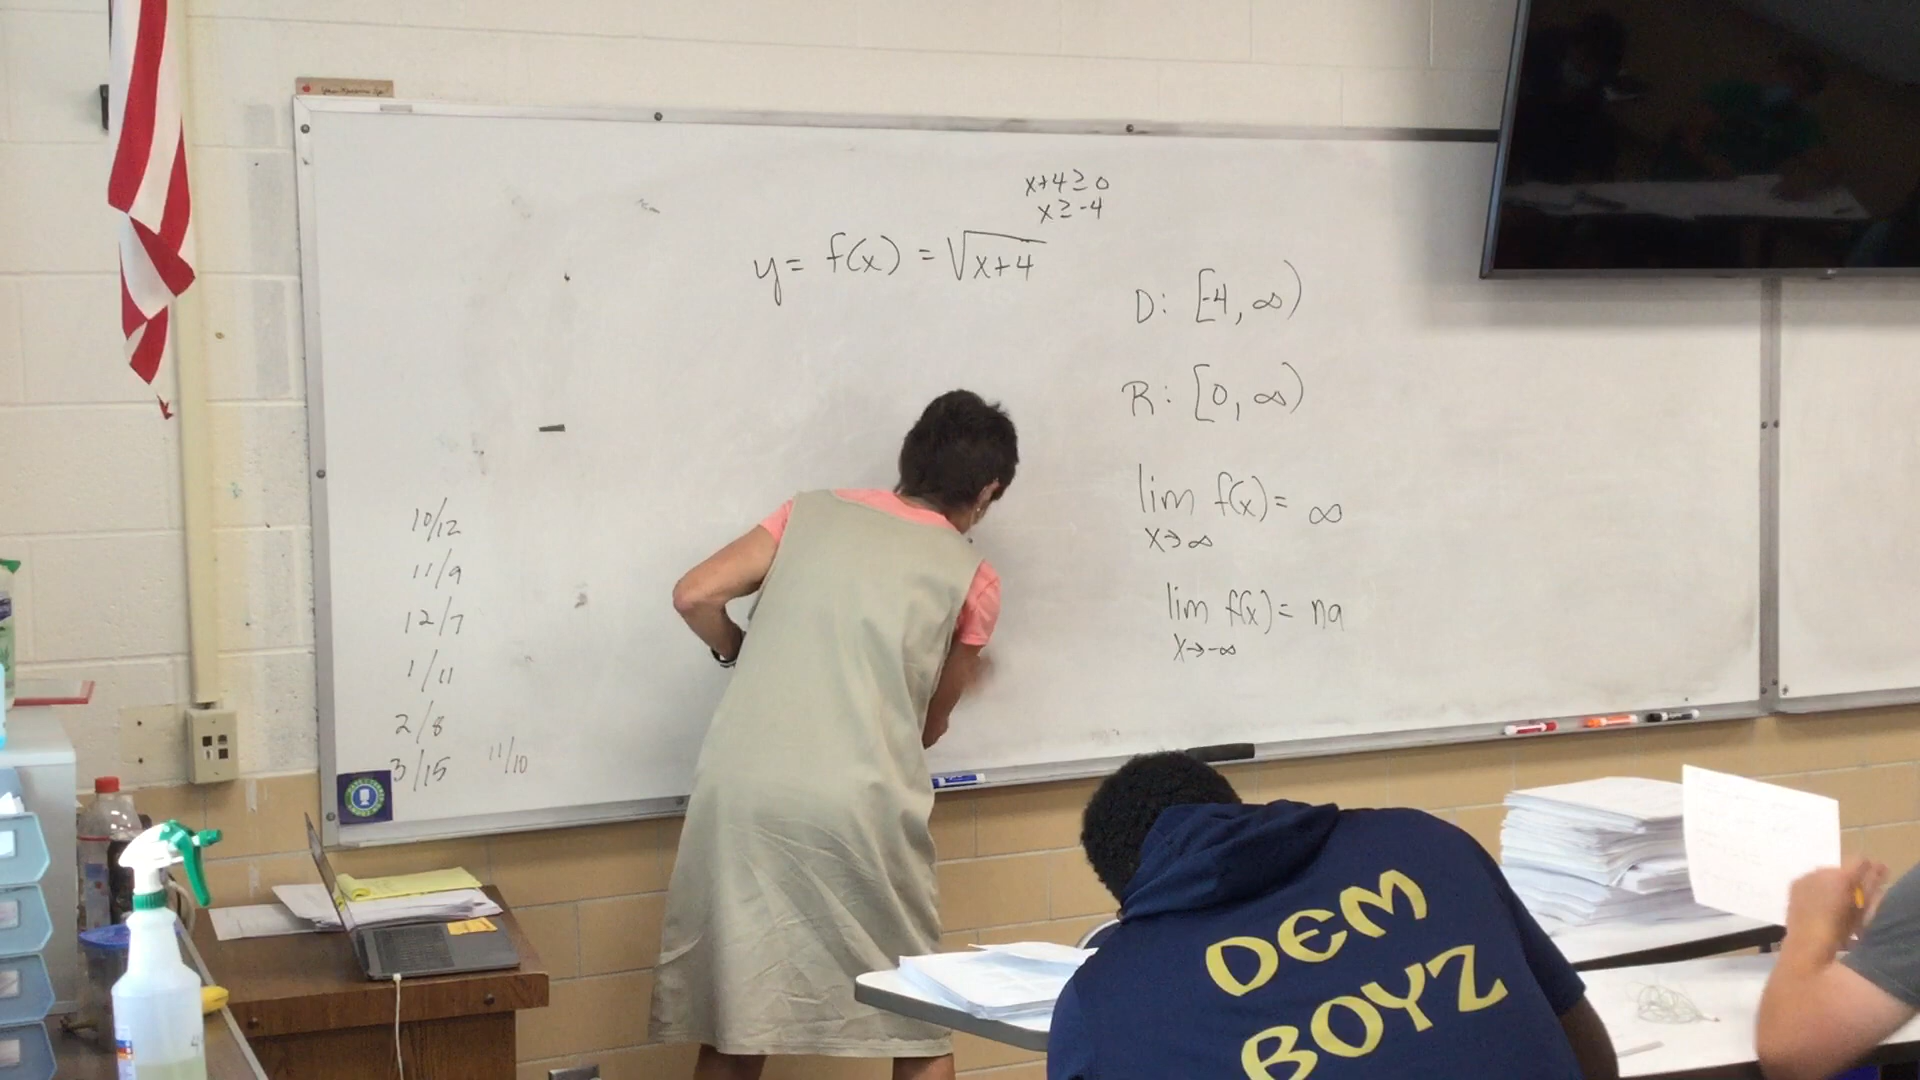 x+4≥0
x≥-4
y= f(x) = √x+4
D: [-4, ∞)
R: [0, ∞)
lim f(x)= ∞
x→∞
lim f(x)= na
x→-∞
10/12
11/9
12/7
1/11
2/8
3/15 11/10
DEM
BOYZ